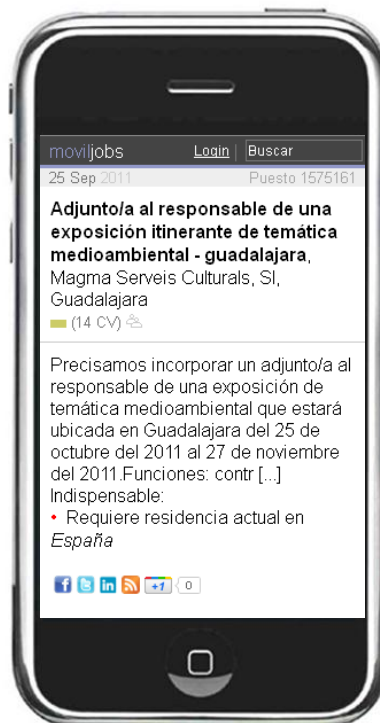 moviljobs Login | Buscar
25 Sep 2011 Puesto 1575161
Adjunto/a al responsable de una
exposición itinerante de temática
medioambiental - guadalajara,
Magma Serveis Culturals, Sl,
Guadalajara
(14 CV)
Precisamos incorporar un adjunto/a al
responsable de una exposición de
temática medioambiental que estará
ubicada en Guadalajara del 25 de
octubre del 2011 al 27 de noviembre
del 2011.Funciones: contr [...]
Indispensable:
• Requiere residencia actual en
España
f t in +1 0